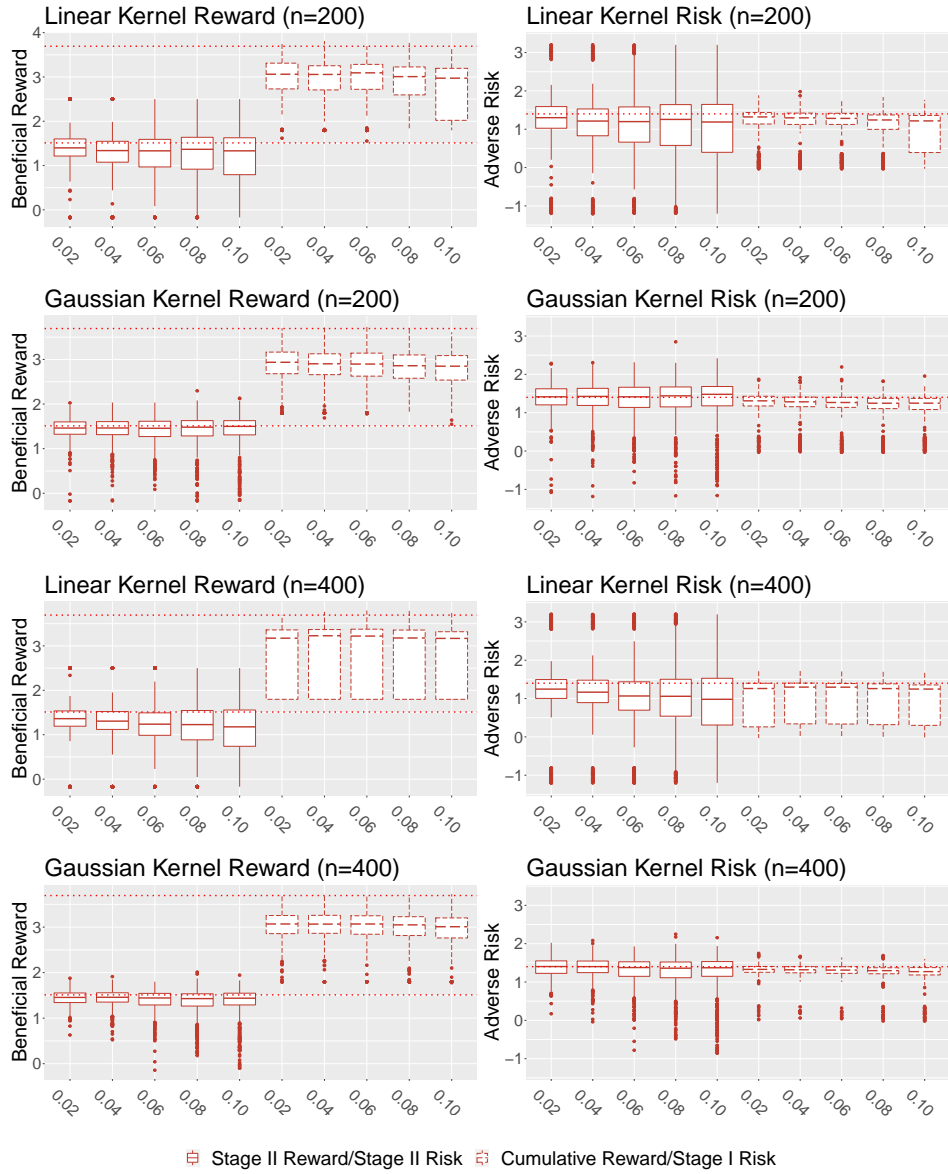 Linear Kernel Reward (n=200)
Beneficial Reward
4
3
2
1
0
0.02 0.04 0.06 0.08 0.10 0.02 0.04 0.06 0.08 0.10
Linear Kernel Risk (n=200)
Adverse Risk
3
2
1
0
−1
0.02 0.04 0.06 0.08 0.10 0.02 0.04 0.06 0.08 0.10
Gaussian Kernel Reward (n=200)
Beneficial Reward
3
2
1
0
0.02 0.04 0.06 0.08 0.10 0.02 0.04 0.06 0.08 0.10
Gaussian Kernel Risk (n=200)
Adverse Risk
3
2
1
0
−1
0.02 0.04 0.06 0.08 0.10 0.02 0.04 0.06 0.08 0.10
Linear Kernel Reward (n=400)
Beneficial Reward
3
2
1
0
0.02 0.04 0.06 0.08 0.10 0.02 0.04 0.06 0.08 0.10
Linear Kernel Risk (n=400)
Adverse Risk
3
2
1
0
−1
0.02 0.04 0.06 0.08 0.10 0.02 0.04 0.06 0.08 0.10
Gaussian Kernel Reward (n=400)
Beneficial Reward
3
2
1
0
0.02 0.04 0.06 0.08 0.10 0.02 0.04 0.06 0.08 0.10
Gaussian Kernel Risk (n=400)
Adverse Risk
3
2
1
0
−1
0.02 0.04 0.06 0.08 0.10 0.02 0.04 0.06 0.08 0.10
Stage II Reward/Stage II Risk Cumulative Reward/Stage I Risk